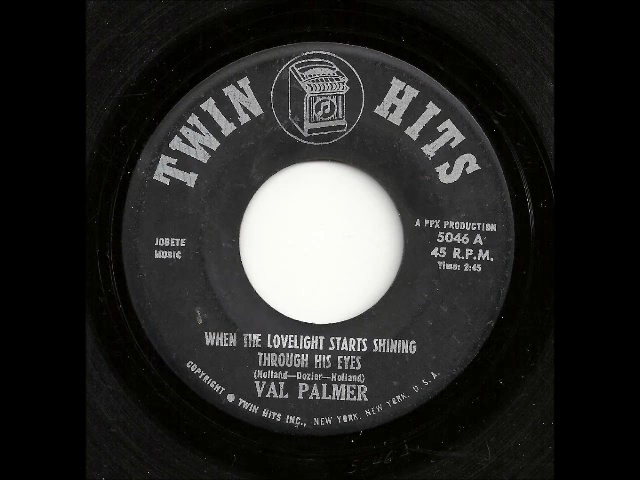 TWIN HITS
JOBETE
MUSIC
A PPX PRODUCTION
5046 A
45 R.P.M.
Time: 2:45
WHEN THE LOVELIGHT STARTS SHINING
THROUGH HIS EYES
(Holland—Dozier—Holland)
VAL PALMER
COPYRIGHT ● TWIN HITS INC., NEW YORK, NEW YORK, U.S.A.